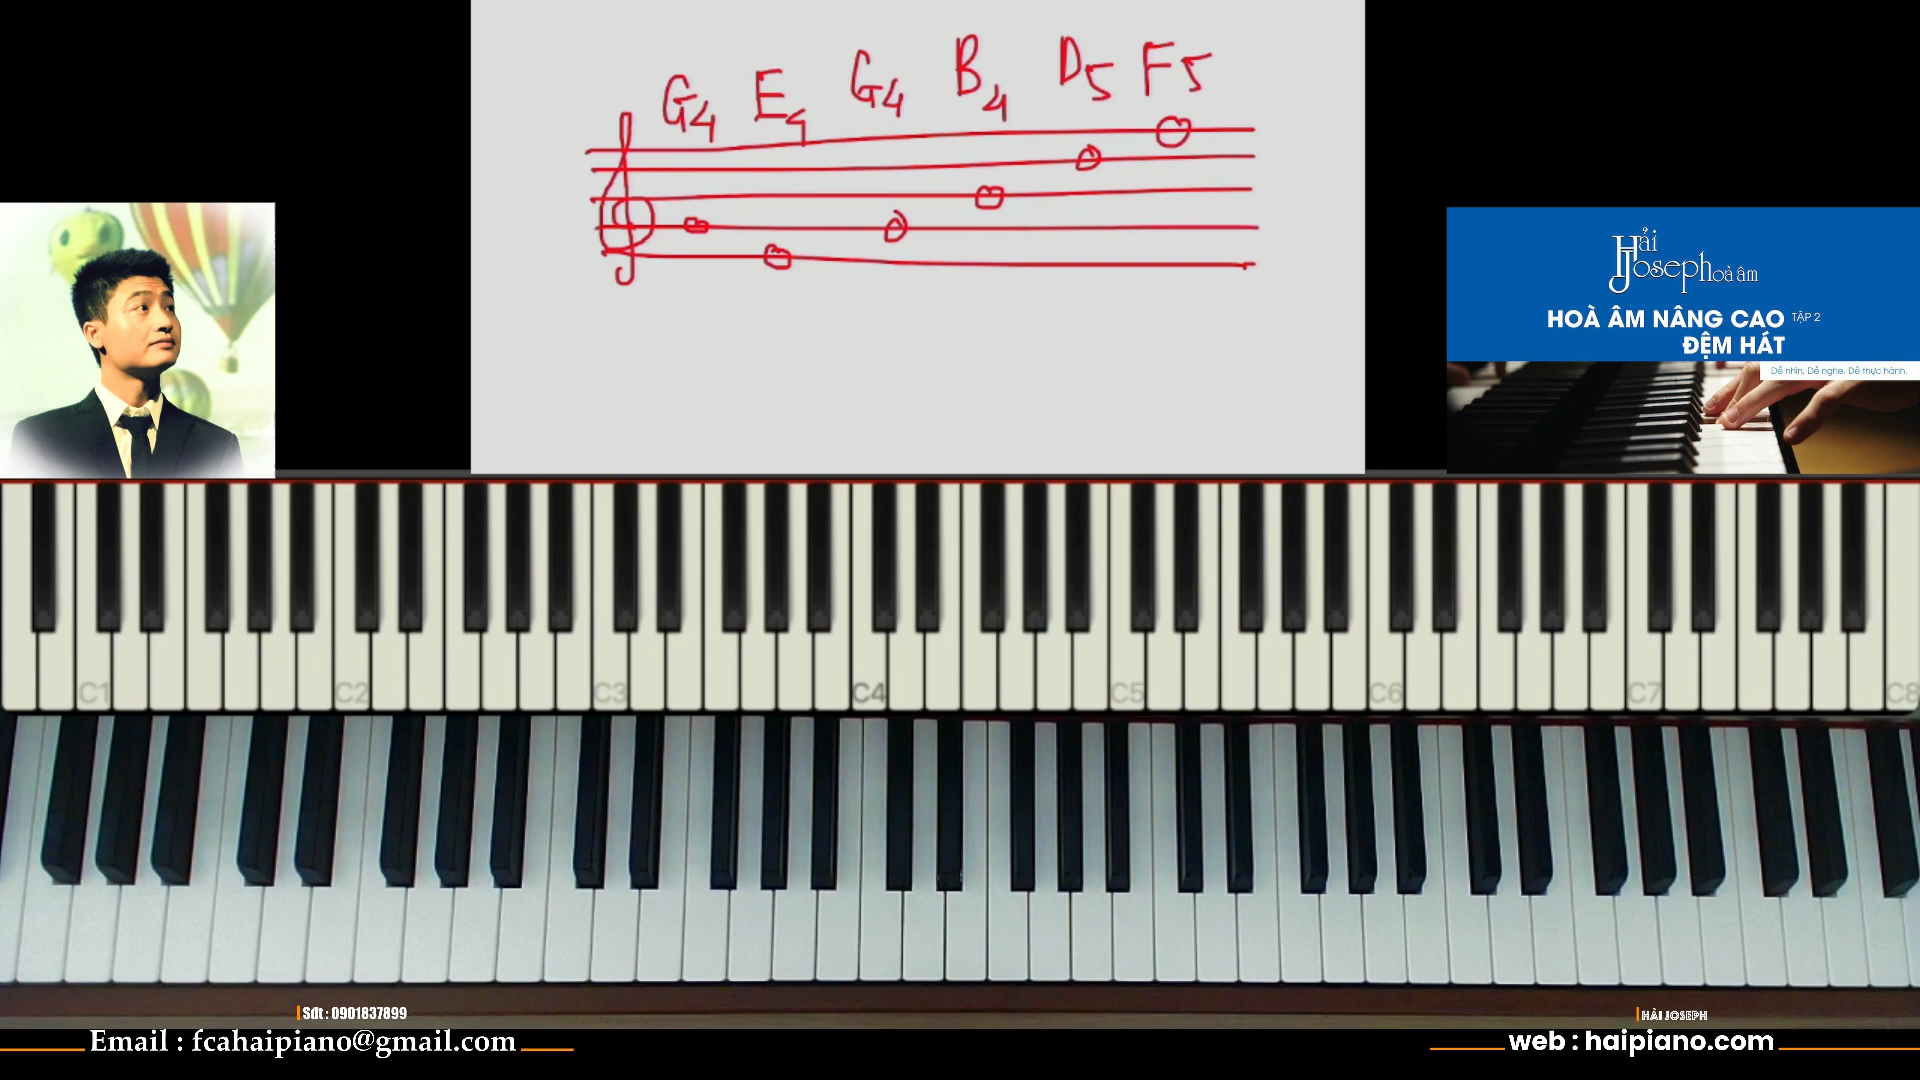 G4 E4 G4 B4 D5 F5
Hải
Joseph oà âm
HOÀ ÂM NÂNG CAO TẬP 2
ĐỆM HÁT
Dễ nhìn, Dễ nghe, Dễ thực hành.
C1 C2 C3 C4 C5 C6 C7 C8
Sđt : 0901837899
Email : fcahaipiano@gmail.com
HẢI JOSEPH
web : haipiano.com